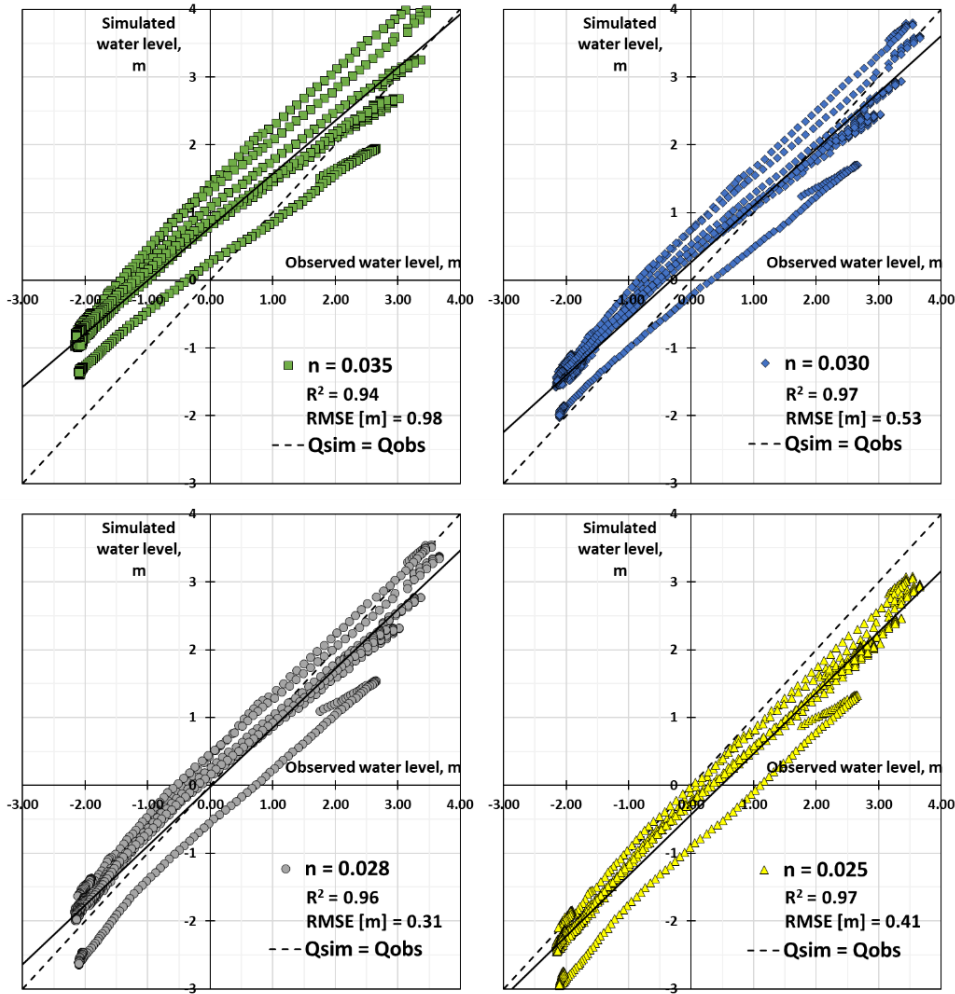 Simulated
water level,
m
4
3
2
1
Observed water level, m
0
-3.00 -2.00 -1.00 0.00 1.00 2.00 3.00 4.00
-1
n = 0.035
R² = 0.94
-2
RMSE [m] = 0.98
Qsim = Qobs
-3
Simulated
water level,
m
4
3
2
1
Observed water level, m
0
-3.00 -2.00 -1.00 0.00 1.00 2.00 3.00 4.00
-1
n = 0.030
R² = 0.97
-2
RMSE [m] = 0.53
Qsim = Qobs
-3
Simulated
water level,
m
4
3
2
1
Observed water level, m
0
-3.00 -2.00 -1.00 0.00 1.00 2.00 3.00 4.00
-1
n = 0.028
R² = 0.96
-2
RMSE [m] = 0.31
Qsim = Qobs
-3
Simulated
water level,
m
4
3
2
1
Observed water level, m
0
-3.00 -2.00 -1.00 0.00 1.00 2.00 3.00 4.00
-1
n = 0.025
R² = 0.97
-2
RMSE [m] = 0.41
Qsim = Qobs
-3